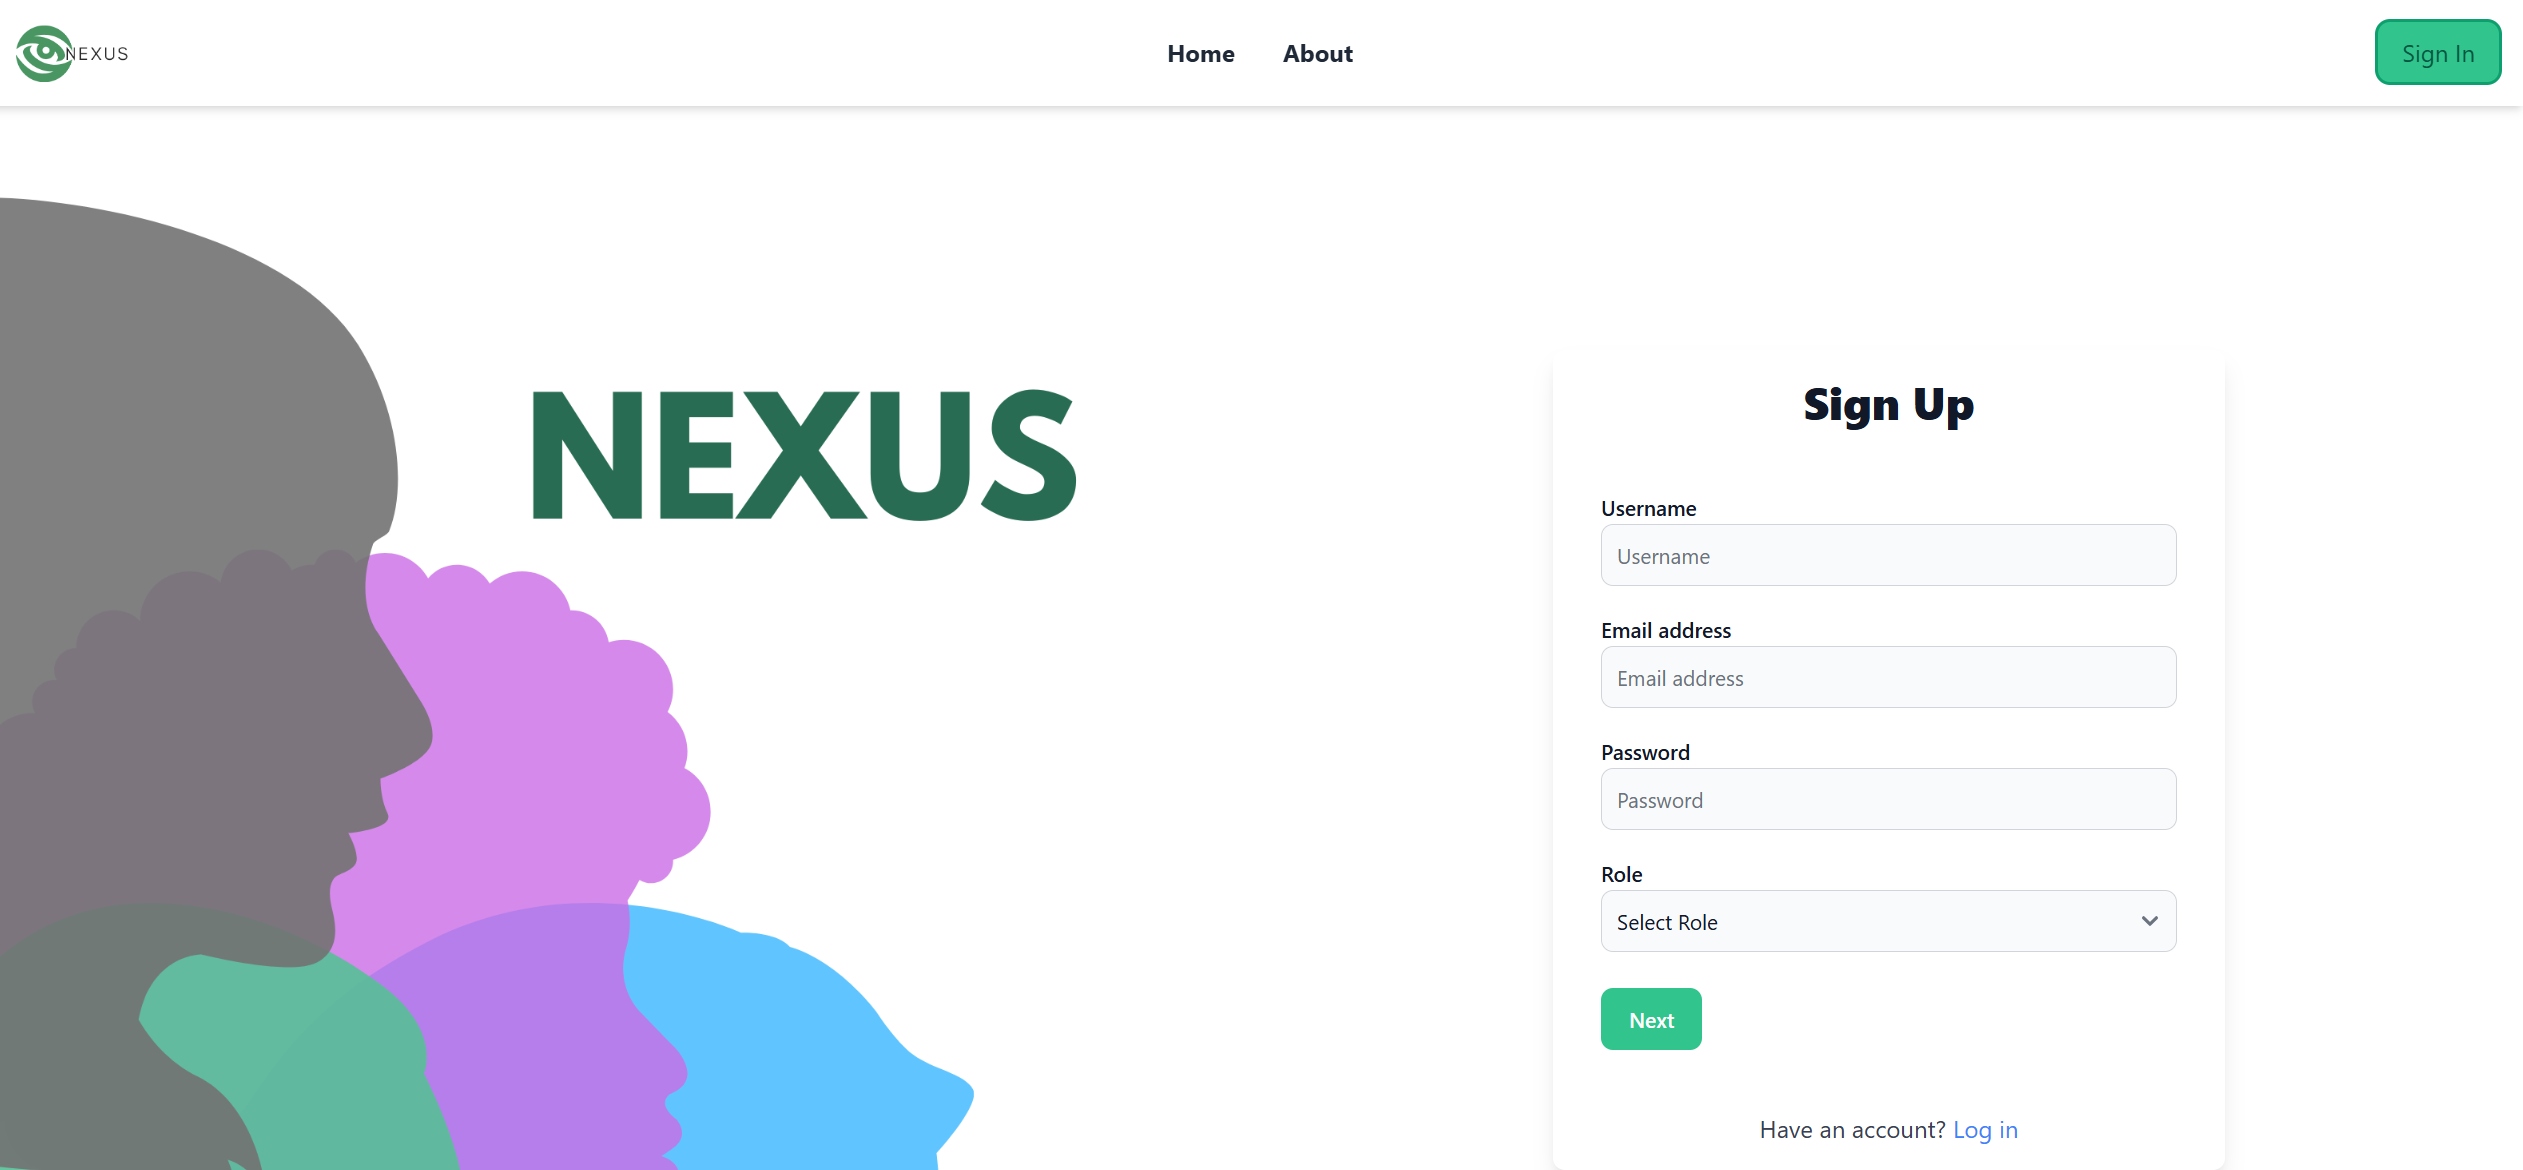 NEXUS
Home
About
Sign In
NEXUS
Sign Up
Username
Username
Email address
Email address
Password
Password
Role
Select Role
Next
Have an account? Log in